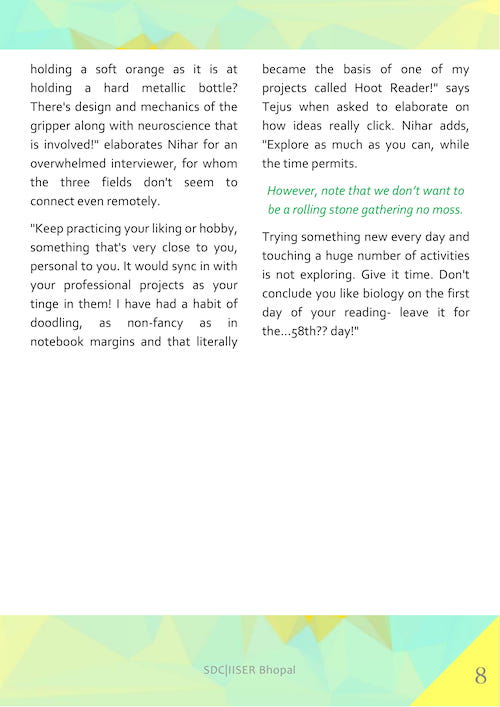 holding a soft orange as it is at
holding a hard metallic bottle?
There's design and mechanics of the
gripper along with neuroscience that
is involved!" elaborates Nihar for an
overwhelmed interviewer, for whom
the three fields don't seem to
connect even remotely.
"Keep practicing your liking or hobby,
something that's very close to you,
personal to you. It would sync in with
your professional projects as your
tinge in them! I have had a habit of
doodling, as non-fancy as in
notebook margins and that literally
became the basis of one of my
projects called Hoot Reader!" says
Tejus when asked to elaborate on
how ideas really click. Nihar adds,
"Explore as much as you can, while
the time permits.
However, note that we don't want to
be a rolling stone gathering no moss.
Trying something new every day and
touching a huge number of activities
is not exploring. Give it time. Don't
conclude you like biology on the first
day of your reading- leave it for
the...58th?? day!"
SDC|IISER Bhopal
8